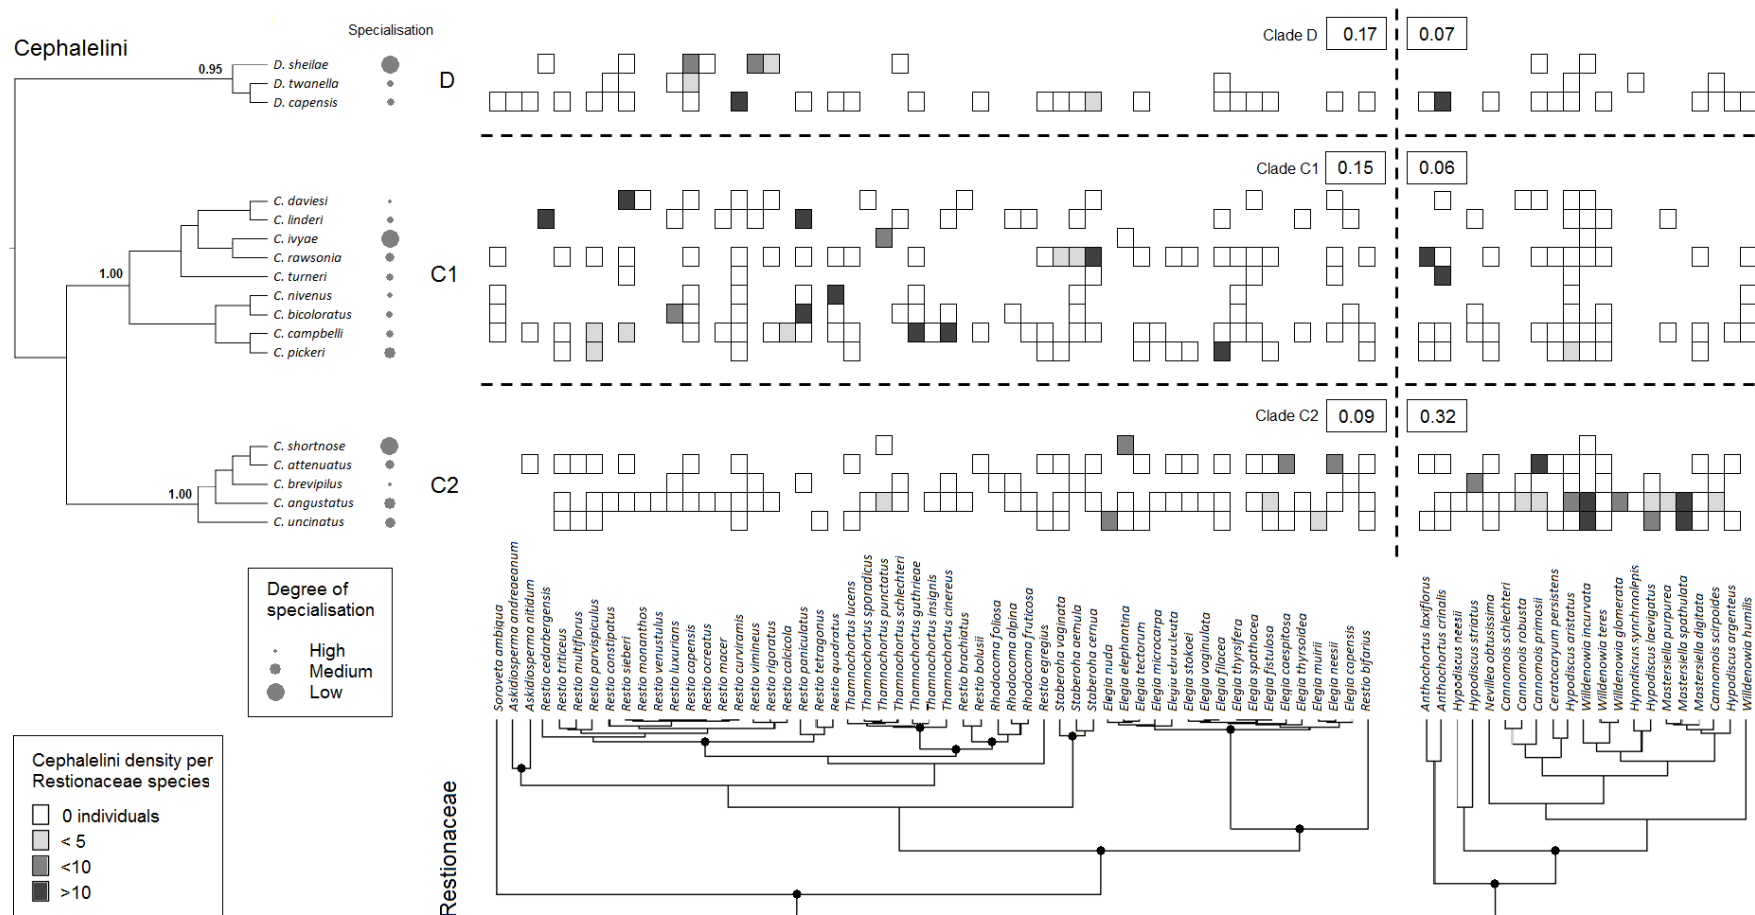 Cephalelini
Specialisation
Clade D
0.17
0.07
0.95
D. sheilae
D. twanella
D. capensis
D
Clade C1
0.15
0.06
C. daviesi
C. linderi
C. ivyae
C. rawsonia
C. turneri
C. nivenus
C. bicoloratus
C. campbelli
C. pickeri
1.00
C1
Clade C2
0.09
0.32
C. shortnose
C. attenuatus
C. brevipilus
C. angustatus
C. uncinatus
1.00
C2
Degree of
specialisation
High
Medium
Low
Cephalelini density per
Restionaceae species
0 individuals
< 5
<10
>10
Restionaceae
Soroveta ambiqua
Askidiosperma andreaeanum
Askidiosperma nitidum
Restio cedarbergensis
Restio triticeus
Restio multiflorus
Restio parvispiculus
Restio constipatus
Restio sieberi
Restio monanthos
Restio venustulus
Restio luxurians
Restio capensis
Restio ocreatus
Restio macer
Restio curviramis
Restio vimineus
Restio rigoratus
Restio calcicola
Restio paniculatus
Restio tetragonus
Restio quadratus
Thamnochortus lucens
Thamnochortus sporadicus
Thamnochortus punctatus
Thamnochortus schlechteri
Thamnochortus guthrieae
Thamnochortus insignis
Thamnochortus cinereus
Restio brachiatus
Restio bolusii
Rhodocoma foliosa
Rhodocoma alpina
Rhodocoma fruticosa
Restio egregius
Staberoha vaginata
Staberoha aemula
Staberoha cernua
Elegia nuda
Elegia elephantina
Elegia tectorum
Elegia microcarpa
Elegiu ebructeuta
Elegia stokoei
Elegia vaginulata
Elegia filacea
Elegia thyrsifera
Elegia spathacea
Elegia fistulosa
Elegia caespitosa
Elegia thyrsoidea
Elegia muirii
Elegia neesii
Elegia capensis
Restio bifarius
Anthochortus laxiflorus
Anthochortus crinalis
Hypodiscus neesii
Hypodiscus striatus
Nevillea obtusissima
Cannomois schlechteri
Cannomois robusta
Cannomois primosii
Ceratocaryum persistens
Hypodiscus aristatus
Willdenowia incurvata
Willdenowia teres
Willdenowia glomerata
Hypodiscus synchroolepis
Hypodiscus laevigatus
Mastersiella purpurea
Mastersiella spathulata
Mastersiella digitata
Cannomois scirpoides
Hypodiscus argenteus
Willdenowia humilis